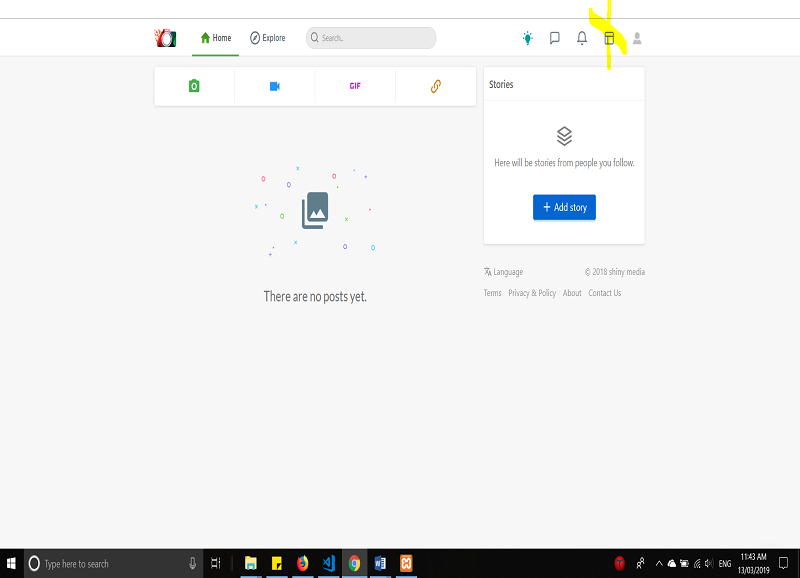 Home Explore Search..
GIF
Stories
Here will be stories from people you follow.
+ Add story
There are no posts yet.
Language © 2018 shiny media
Terms Privacy & Policy About Contact Us
Type here to search
ENG
11:43 AM
13/03/2019